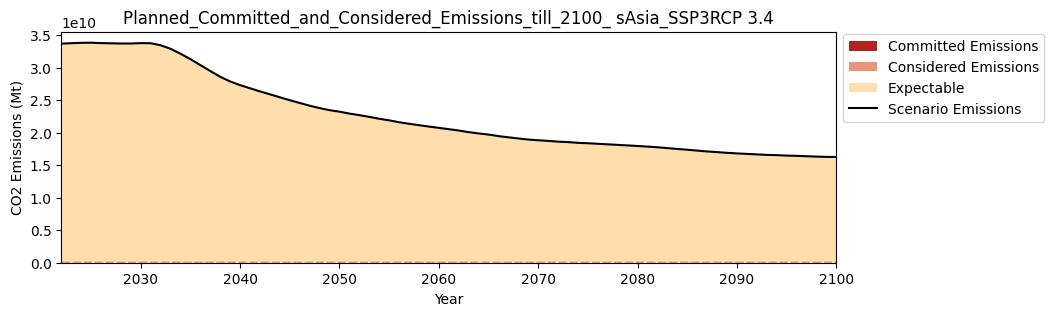 Planned_Committed_and_Considered_Emissions_till_2100_ sAsia_SSP3RCP 3.4
1e10
3.5
3.0
2.5
2.0
1.5
1.0
0.5
0.0
CO2 Emissions (Mt)
2030
2040
2050
2060
2070
2080
2090
2100
Year
Committed Emissions
Considered Emissions
Expectable
Scenario Emissions